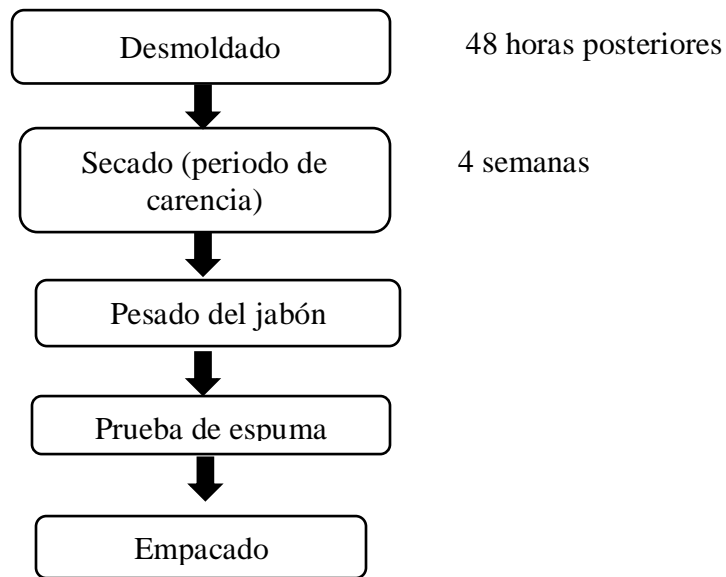 Desmoldado
48 horas posteriores
Secado (periodo de
carencia)
4 semanas
Pesado del jabón
Prueba de espuma
Empacado